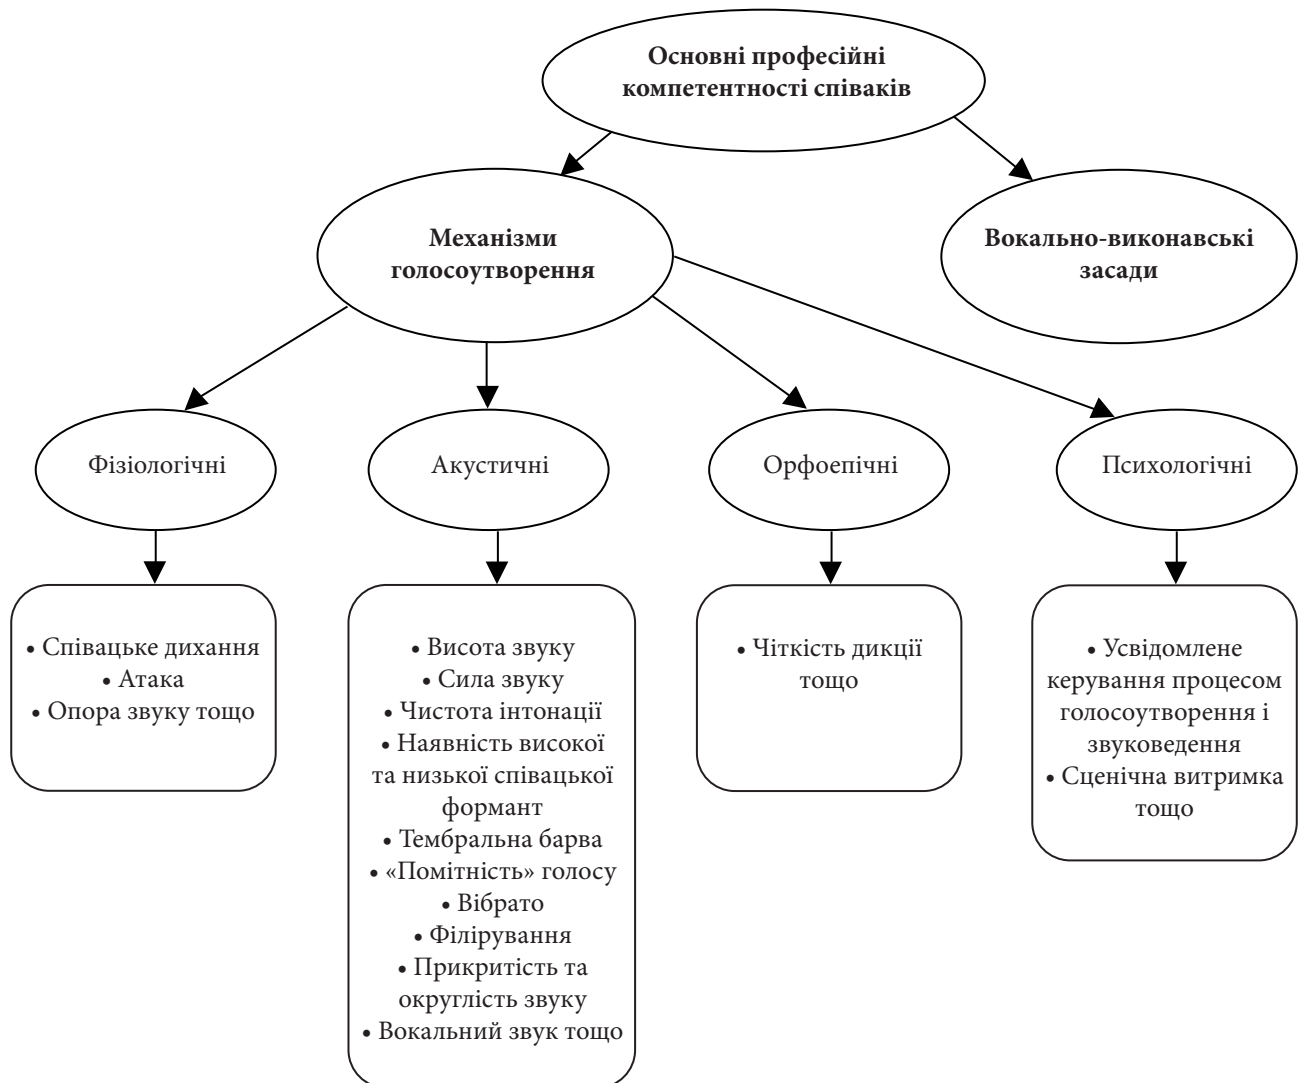 Основні професійні
компетентності співаків
Механізми
голосоутворення
Вокально-виконавські
засади
Фізіологічні
Акустичні
Орфоепічні
Психологічні
• Співацьке дихання
• Атака
• Опора звуку тощо
• Висота звуку
• Сила звуку
• Чистота інтонації
• Наявність високої
та низької співацької
формант
• Тембральна барва
• «Помітність» голосу
• Вібрато
• Філірування
• Прикритість та
округлість звуку
• Вокальний звук тощо
• Чіткість дикції
тощо
• Усвідомлене
керування процесом
голосоутворення і
звуковедення
• Сценічна витримка
тощо